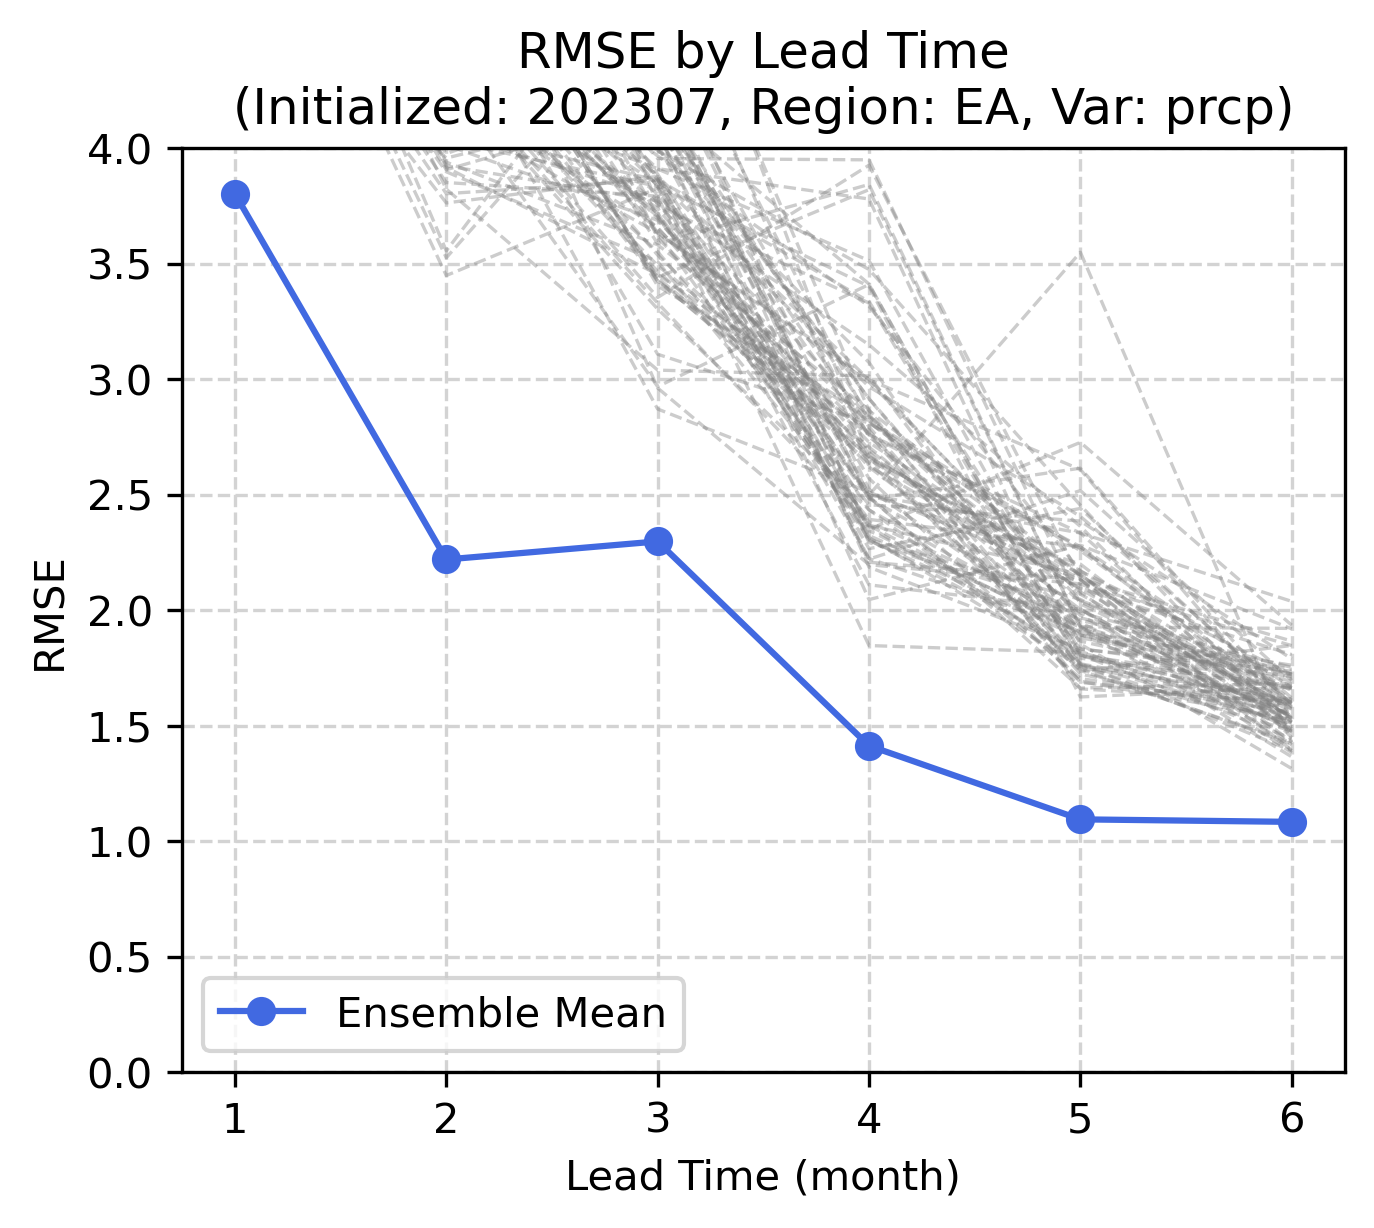 RMSE by Lead Time
(Initialized: 202307, Region: EA, Var: prcp)
4.0
3.5
3.0
2.5
2.0
1.5
1.0
0.5
0.0
RMSE
Ensemble Mean
1 2 3 4 5 6
Lead Time (month)